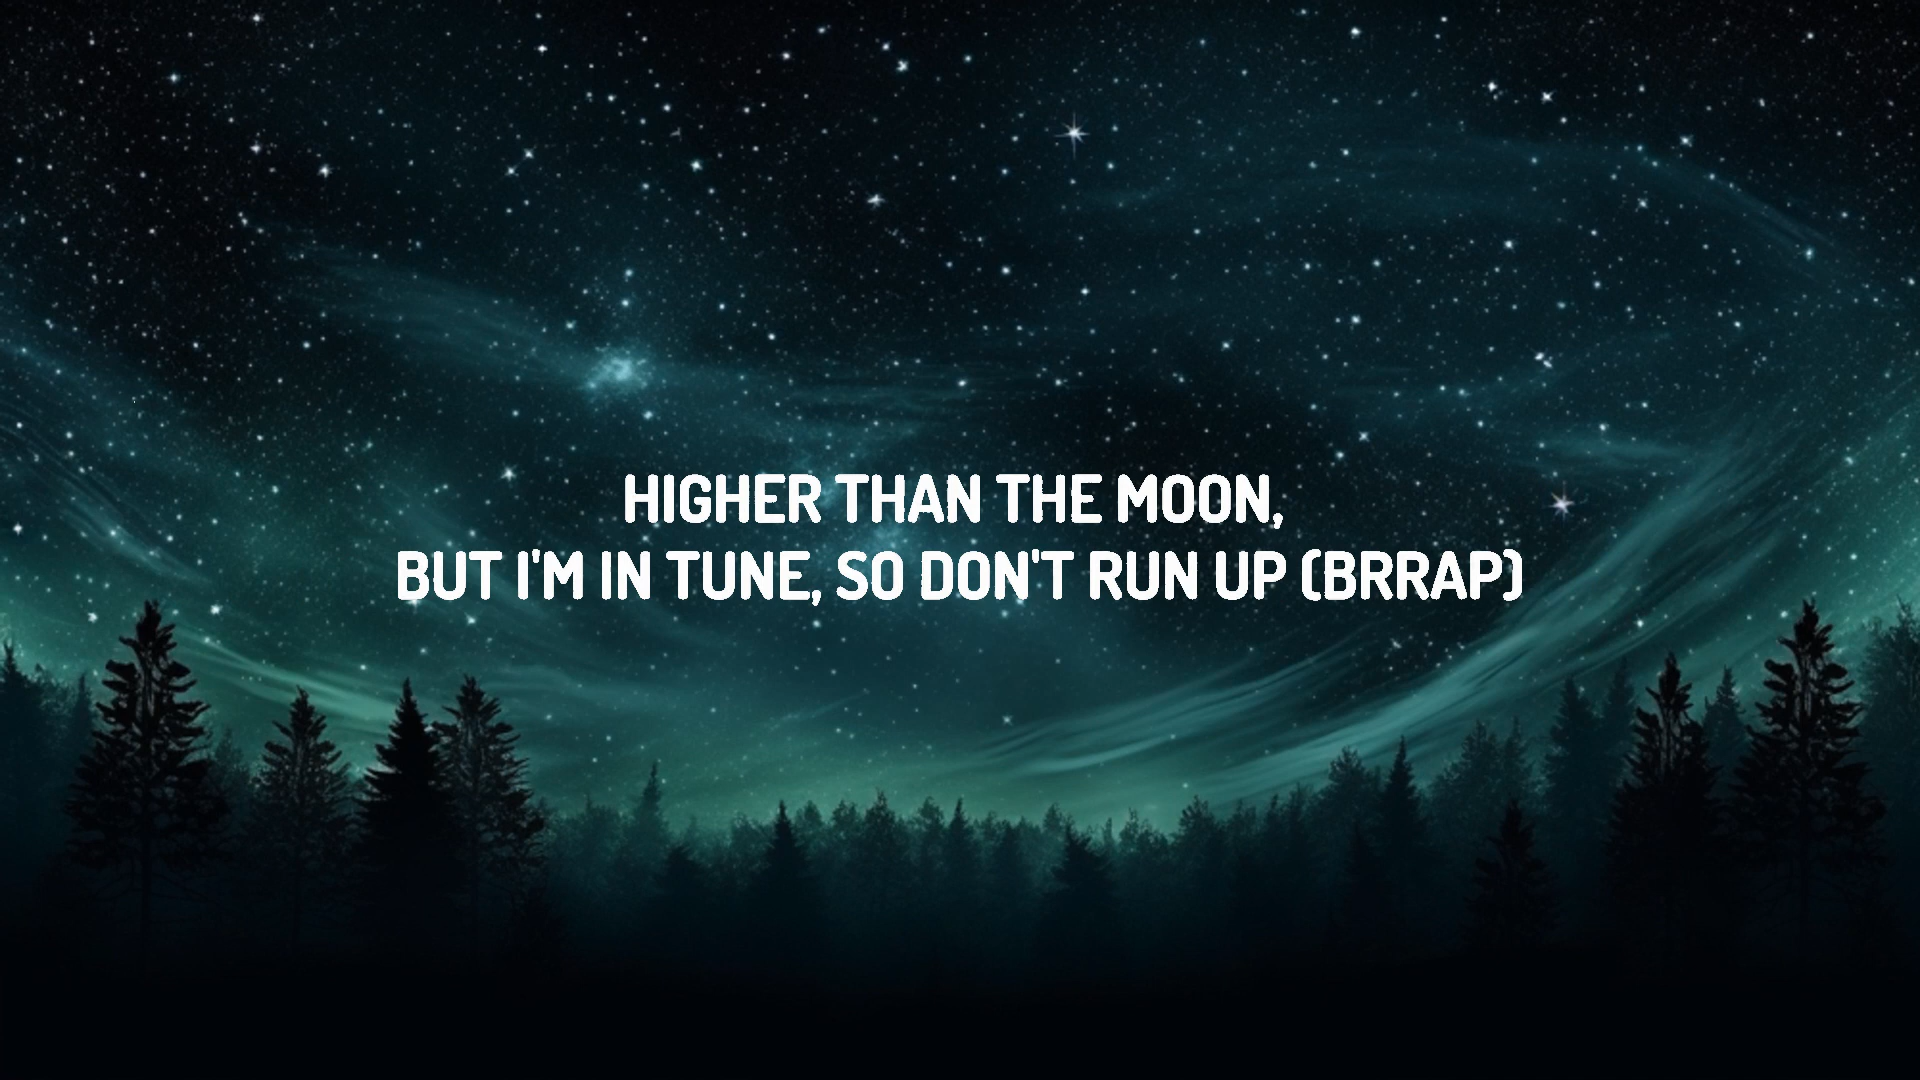 HIGHER THAN THE MOON,
BUT I'M IN TUNE, SO DON'T RUN UP (BRRAP)